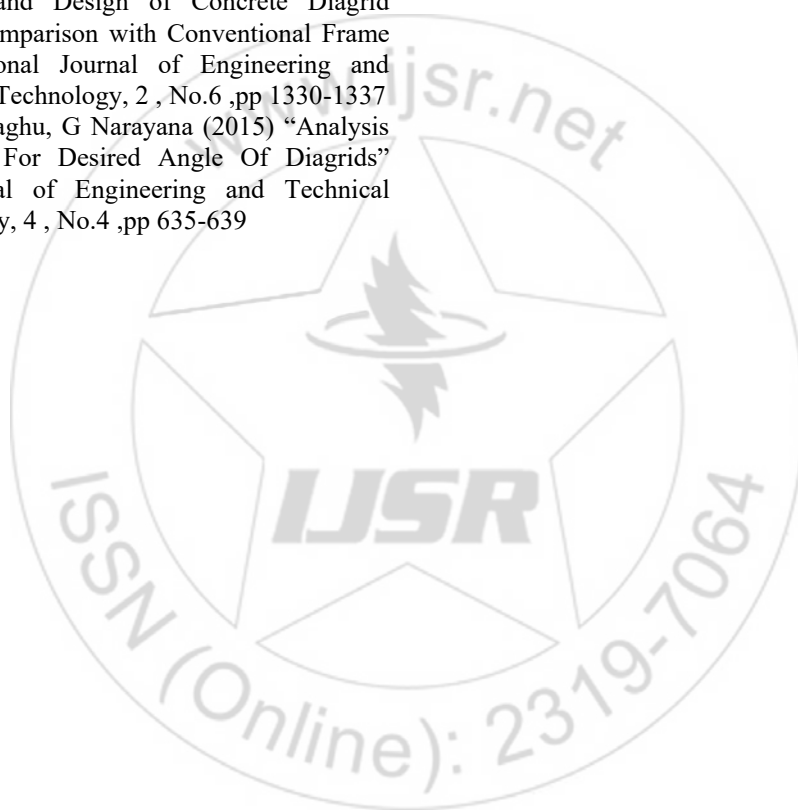 and Design of Concrete Diagrid
mparison with Conventional Frame
onal Journal of Engineering and
Technology, 2 , No.6 ,pp 1330-1337
aghu, G Narayana (2015) “Analysis
For Desired Angle Of Diagrids”
al of Engineering and Technical
y, 4 , No.4 ,pp 635-639
www.ijsr.net
IJSR
ISSN (Online): 2319-7064